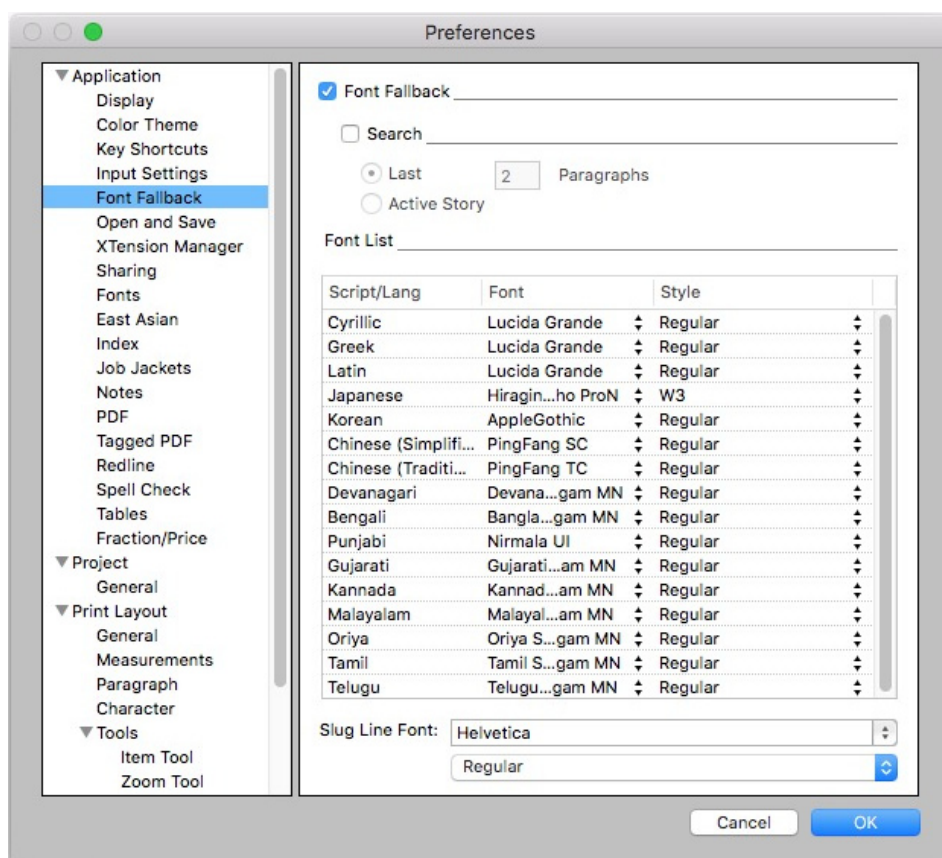 Preferences
Application
Display
Color Theme
Key Shortcuts
Input Settings
Font Fallback
Open and Save
XTension Manager
Sharing
Fonts
East Asian
Index
Job Jackets
Notes
PDF
Tagged PDF
Redline
Spell Check
Tables
Fraction/Price
Project
General
Print Layout
General
Measurements
Paragraph
Character
Tools
Item Tool
Zoom Tool
Font Fallback
Search
Last 2 Paragraphs
Active Story
Font List
Script/Lang Font Style
Cyrillic Lucida Grande Regular
Greek Lucida Grande Regular
Latin Lucida Grande Regular
Japanese Hiragin...ho ProN W3
Korean AppleGothic Regular
Chinese (Simplifi... PingFang SC Regular
Chinese (Traditi... PingFang TC Regular
Devanagari Devana...gam MN Regular
Bengali Bangla...gam MN Regular
Punjabi Nirmala UI Regular
Gujarati Gujarati...am MN Regular
Kannada Kannad...am MN Regular
Malayalam Malayal...am MN Regular
Oriya Oriya S...gam MN Regular
Tamil Tamil S...gam MN Regular
Telugu Telugu...gam MN Regular
Slug Line Font: Helvetica
Regular
Cancel OK